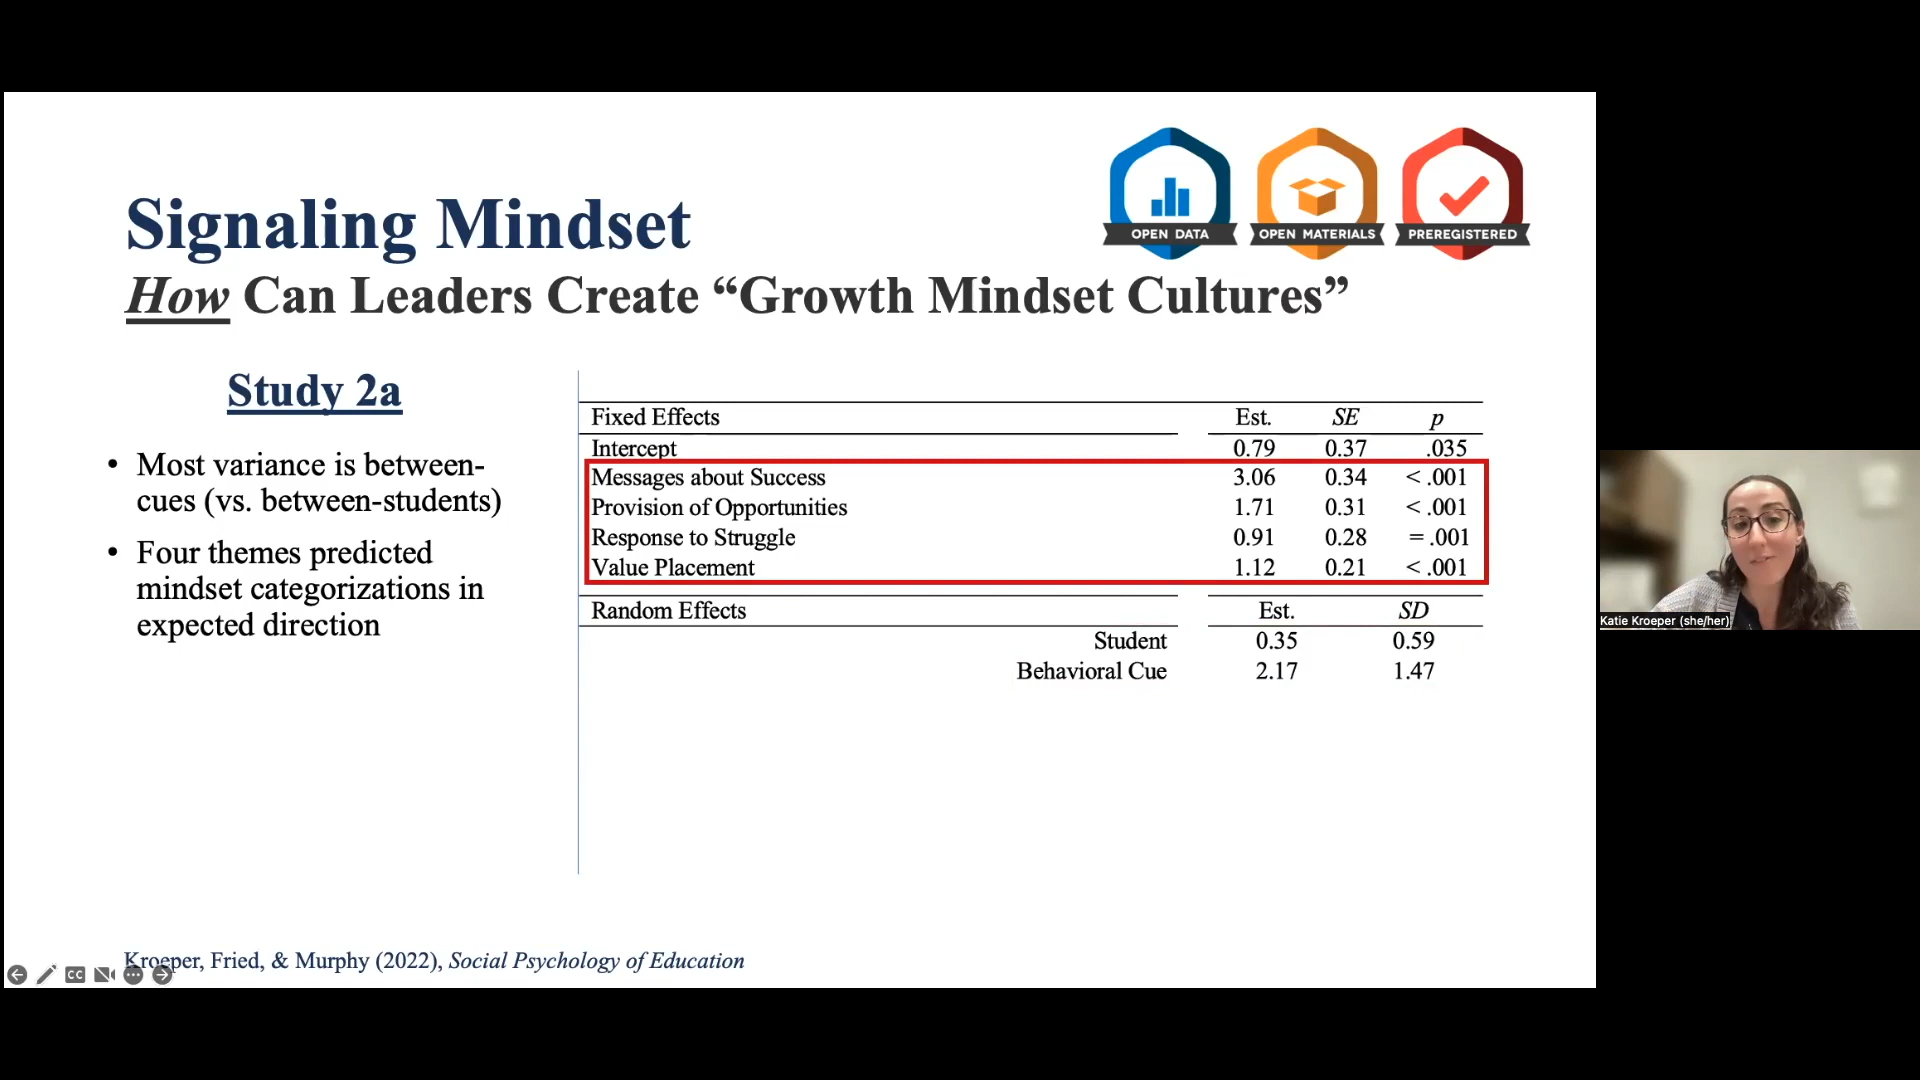 OPEN DATA
OPEN MATERIALS
PREREGISTERED
Signaling Mindset
How Can Leaders Create “Growth Mindset Cultures”
Study 2a
• Most variance is between-
cues (vs. between-students)
• Four themes predicted
mindset categorizations in
expected direction
Fixed Effects Est. SE p
Intercept 0.79 0.37 .035
Messages about Success 3.06 0.34 < .001
Provision of Opportunities 1.71 0.31 < .001
Response to Struggle 0.91 0.28 = .001
Value Placement 1.12 0.21 < .001
Random Effects Est. SD
Student 0.35 0.59
Behavioral Cue 2.17 1.47
Kroeper, Fried, & Murphy (2022), Social Psychology of Education
CC
Katie Kroeper (she/her)